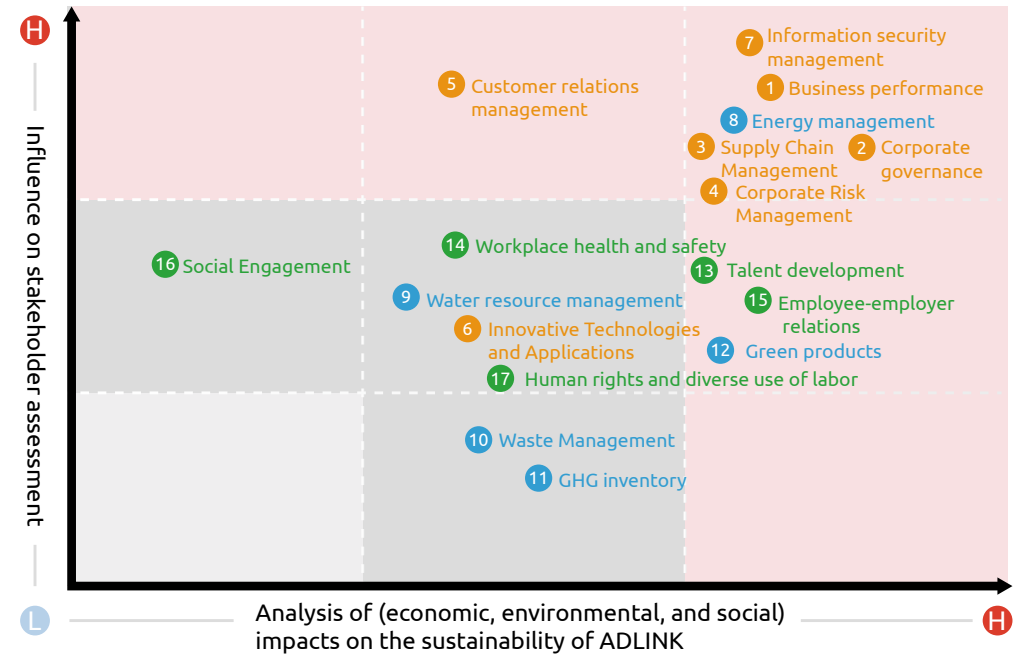 H
7 Information security
management
5 Customer relations
management
1 Business performance
8 Energy management
3 Supply Chain
Management
2 Corporate
governance
4 Corporate Risk
Management
Influence on stakeholder assessment
14 Workplace health and safety
16 Social Engagement
13 Talent development
9 Water resource management
15 Employee-employer
relations
6 Innovative Technologies
and Applications
12 Green products
17 Human rights and diverse use of labor
10 Waste Management
11 GHG inventory
L
Analysis of (economic, environmental, and social)
impacts on the sustainability of ADLINK
H